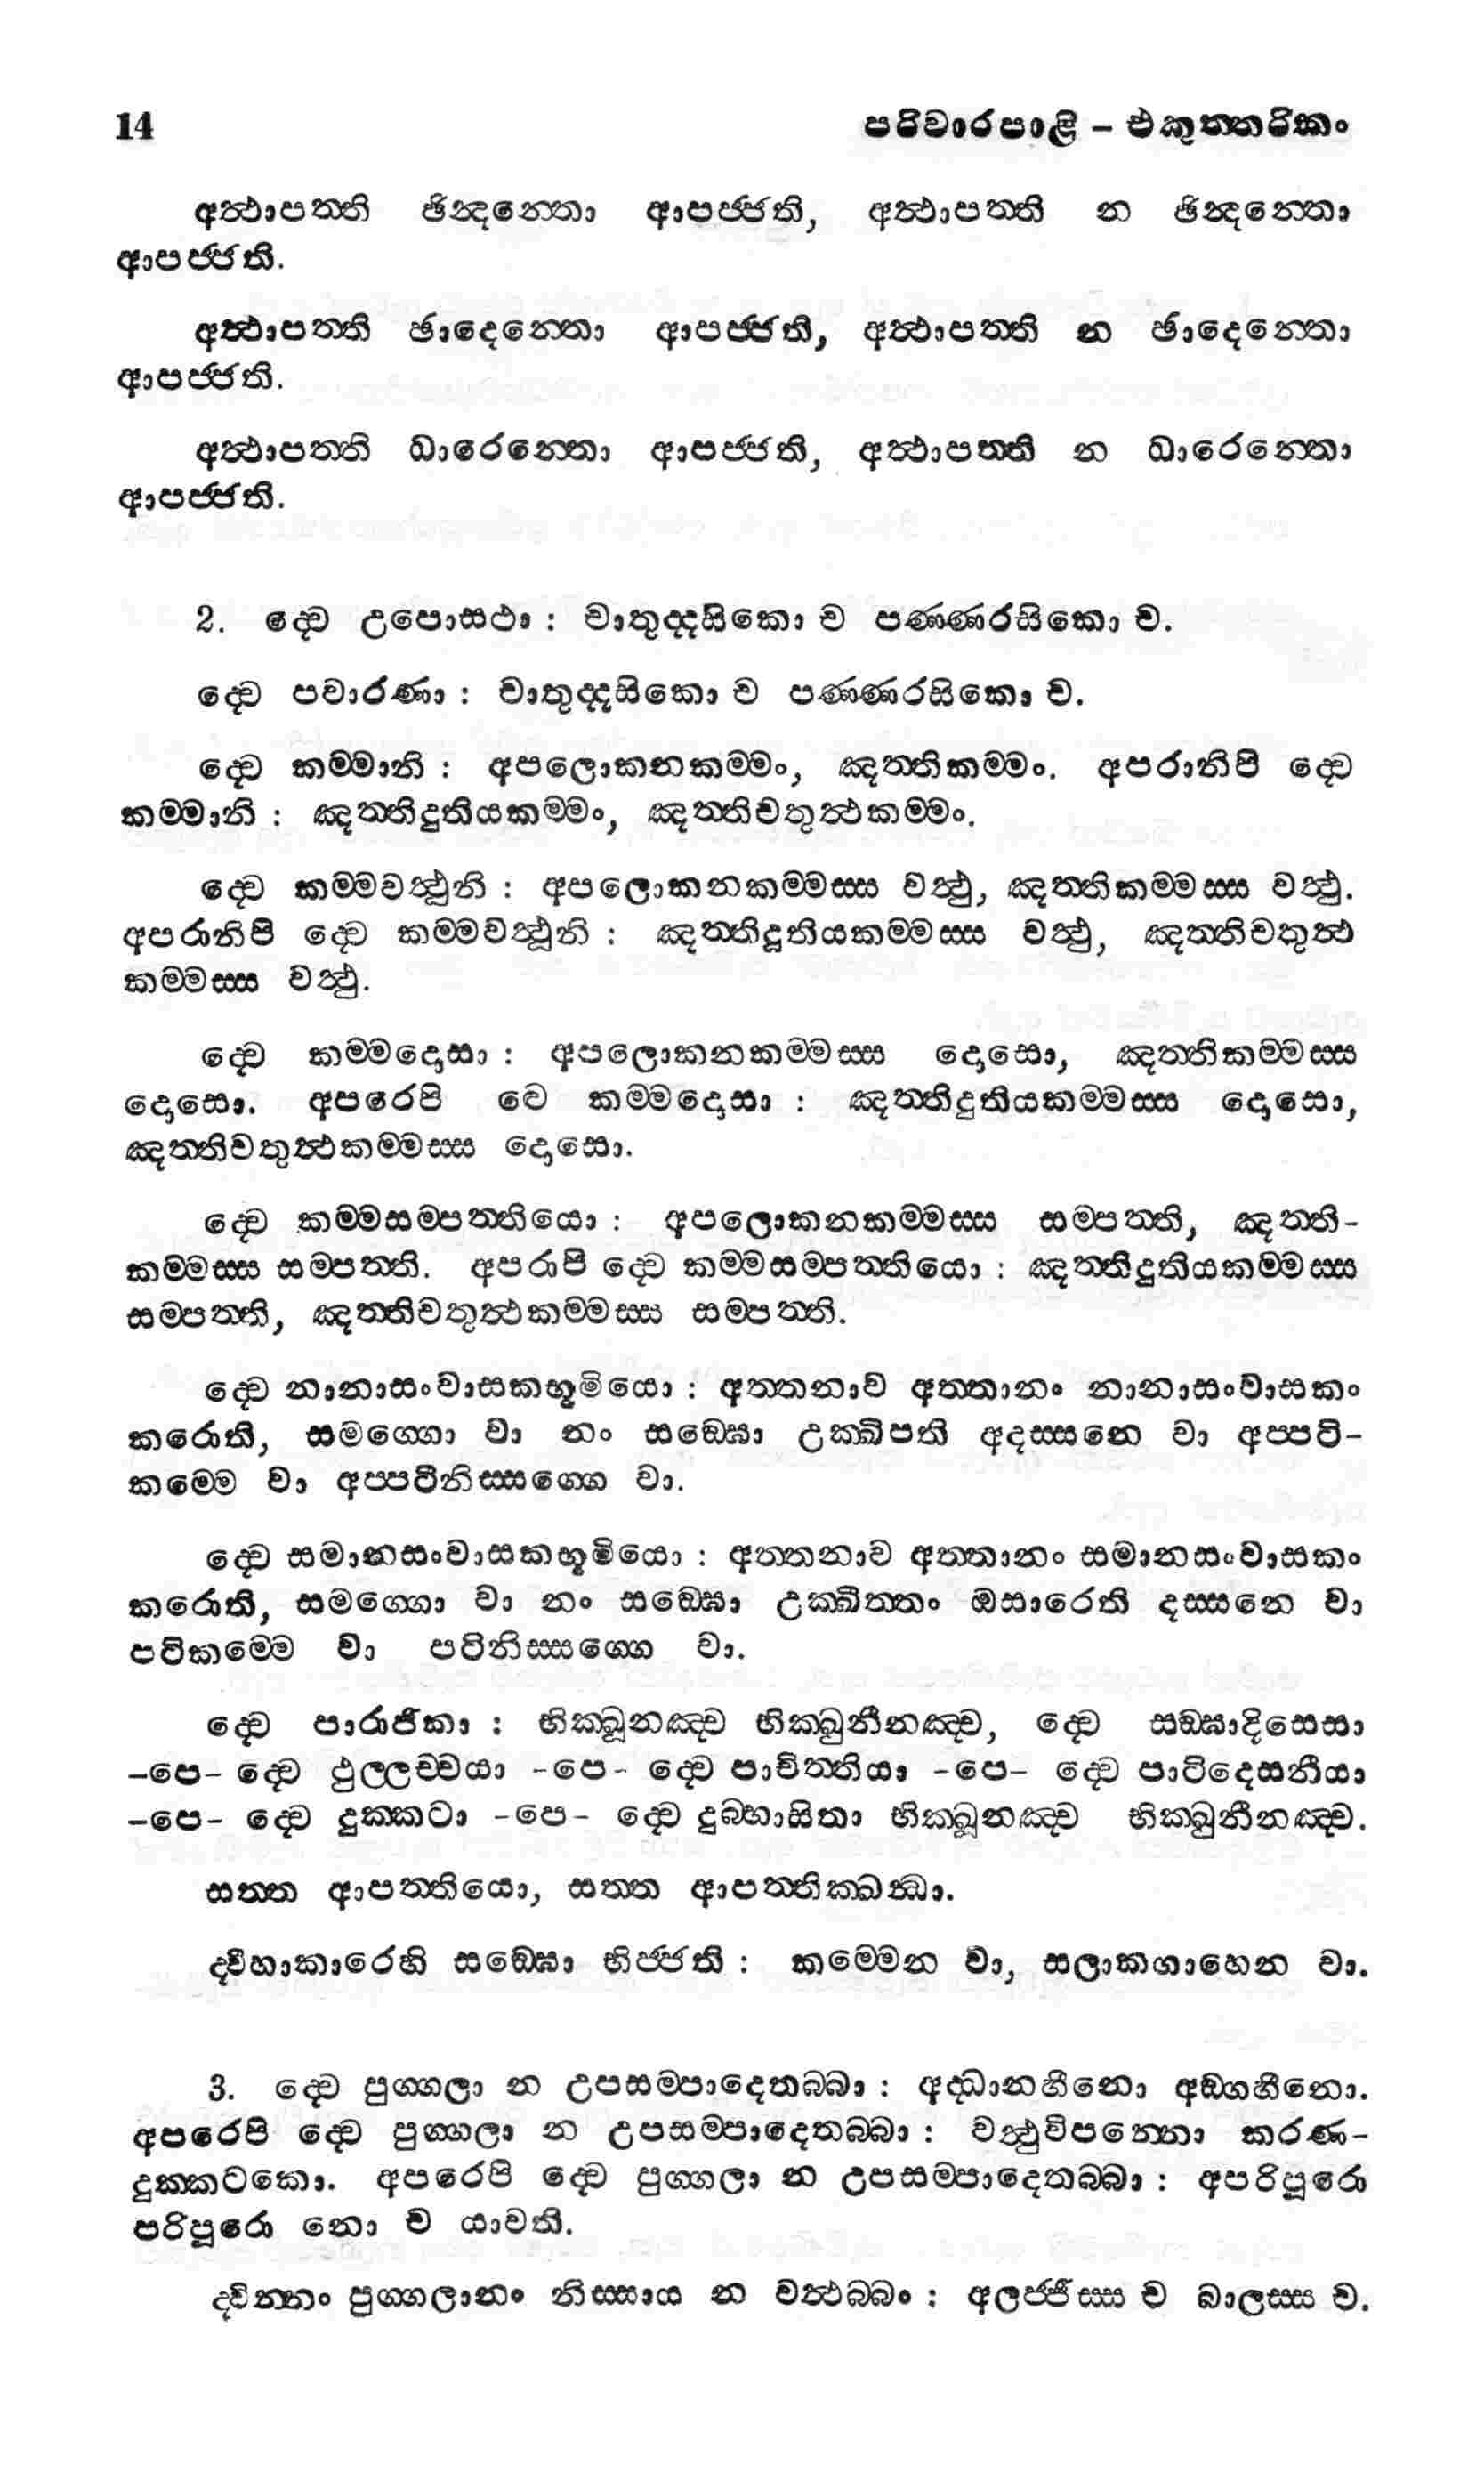 14 පරිවාරපාළි – එකුත්තරිකං
අත්ථාපත්ති ඡින්දන්තො ආපජ්ජති, අත්ථාපත්ති න ඡින්දන්තො
ආපජ්ජති.
අත්ථාපත්ති ඡාදෙන්තො ආපජ්ජති, අත්ථාපත්ති න ඡාදෙන්තො
ආපජ්ජති.
අත්ථාපත්ති ධාරෙන්තො ආපජ්ජති, අත්ථාපත්ති න ධාරෙන්තො
ආපජ්ජති.
2. ද්වෙ උපොසථා : චාතුද්දසිකො ච පණ්ණරසිකො ච.
ද්වෙ පවාරණා : චාතුද්දසිකො ච පණ්ණරසිකො ච.
ද්වෙ කම්මානි : අපලොකනකම්මං, ඤත්තිකම්මං. අපරානිපි ද්වෙ
කම්මානි : ඤත්තිදුතියකම්මං, ඤත්තිචතුත්ථකම්මං.
ද්වෙ කම්මවත්ථුනි : අපලොකනකම්මස්ස වත්ථු, ඤත්තිකම්මස්ස වත්ථු.
අපරානිපි ද්වෙ කම්මවත්ථූනි : ඤත්තිදූතියකම්මස්ස වත්ථු, ඤත්තිචතුත්ථ
කම්මස්ස වත්ථු.
ද්වෙ කම්මදොසා : අපලොකනකම්මස්ස දොසො, ඤත්තිකම්මස්ස
දොසො. අපරෙපි ද්වෙ කම්මදොසා : ඤත්තිදුතියකම්මස්ස දොසො,
ඤත්තිචතුත්ථකම්මස්ස දොසො.
ද්වෙ කම්මසම්පත්තියො : අපලොකනකම්මස්ස සම්පත්ති, ඤත්ති-
කම්මස්ස සම්පත්ති. අපරාපි ද්වෙ කම්මසම්පත්තියො : ඤත්තිදුතියකම්මස්ස
සම්පත්ති, ඤත්තිචතුත්ථකම්මස්ස සම්පත්ති.
ද්වෙ නානාසංවාසකභූමියො : අත්තනාව අත්තානං නානාසංවාසකං
කරොති, සමග්ගො වා නං සඞ්ඝො උක්ඛිපති අදස්සනෙ වා අප්පටි-
කම්මෙ වා අප්පටිනිස්සග්ගෙ වා.
ද්වෙ සමානසංවාසකභූමියො : අත්තනාව අත්තානං සමානසංවාසකං
කරොති, සමග්ගො වා නං සඞ්ඝො උක්ඛිත්තං ඔසාරෙති දස්සනෙ වා
පටිකම්මෙ වා පටිනිස්සග්ගෙ වා.
ද්වෙ පාරාජිකා : භික්ඛූනඤ්ච භික්ඛුනීනඤ්ච, ද්වෙ සඞ්ඝාදිසෙසා
–පෙ– ද්වෙ ථුල්ලච්චයා -පෙ- ද්වෙ පාචිත්තියා -පෙ– ද්වෙ පාටිදෙසනීයා
–පෙ– ද්වෙ දුක්කටා -පෙ- ද්වෙ දුබ්භාසිතා භික්ඛූනඤ්ච භික්ඛුනීනඤ්ච.
සත්ත ආපත්තියො, සත්ත ආපත්තික්ඛන්ධා.
ද්වීහාකාරෙහි සඞ්ඝො භිජ්ජති : කම්මෙන වා, සලාකගාහෙන වා.
3. ද්වෙ පුග්ගලා න උපසම්පාදෙතබ්බා : අද්ධානහීනො අඞ්ගහීනො.
අපරෙපි ද්වෙ පුග්ගලා න උපසම්පාදෙතබ්බා : වත්ථුවිපන්නො කරණ-
දුක්කටකො. අපරෙපි ද්වෙ පුග්ගලා න උපසම්පාදෙතබ්බා : අපරිපූරො
පරිපූරො නො ච යාචති.
ද්වින්නං පුග්ගලානං නිස්සාය න වත්ථබ්බං : අලජ්ජිස්ස ච බාලස්ස ච.